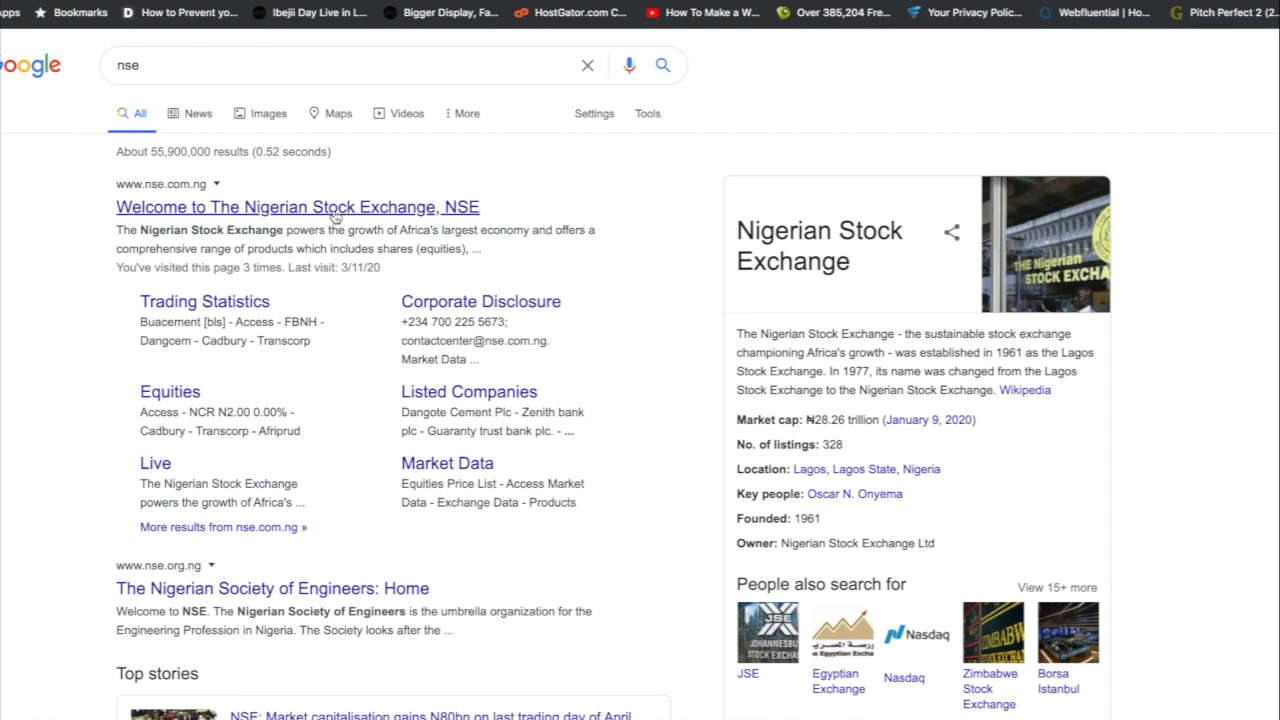 Apps Bookmarks How to Prevent yo... Ibejii Day Live in L... Bigger Display, Fa... HostGator.com C... How To Make a W... Over 385,204 Fre... Your Privacy Polic... Webfluential | Ho... Pitch Perfect 2 (2...
Google
nse
All News Images Maps Videos More Settings Tools
About 55,900,000 results (0.52 seconds)
www.nse.com.ng
Welcome to The Nigerian Stock Exchange, NSE
The Nigerian Stock Exchange powers the growth of Africa's largest economy and offers a
comprehensive range of products which includes shares (equities), ...
You've visited this page 3 times. Last visit: 3/11/20
Trading Statistics
Buacement [bls] - Access - FBNH -
Dangcem - Cadbury - Transcorp
Corporate Disclosure
+234 700 225 5673;
contactcenter@nse.com.ng.
Market Data ...
Equities
Access - NCR N2.00 0.00% -
Cadbury - Transcorp - Afriprud
Listed Companies
Dangote Cement Plc - Zenith bank
plc - Guaranty trust bank plc. - ...
Live
The Nigerian Stock Exchange
powers the growth of Africa's ...
Market Data
Equities Price List - Access Market
Data - Exchange Data - Products
More results from nse.com.ng »
www.nse.org.ng
The Nigerian Society of Engineers: Home
Welcome to NSE. The Nigerian Society of Engineers is the umbrella organization for the
Engineering Profession in Nigeria. The Society looks after the ...
Top stories
NSE: Market capitalisation gains N80bn on last trading day of April
Nigerian Stock
Exchange
THE Nigerian
STOCK EXCHA
The Nigerian Stock Exchange - the sustainable stock exchange
championing Africa's growth - was established in 1961 as the Lagos
Stock Exchange. In 1977, its name was changed from the Lagos
Stock Exchange to the Nigerian Stock Exchange. Wikipedia
Market cap: ₦28.26 trillion (January 9, 2020)
No. of listings: 328
Location: Lagos, Lagos State, Nigeria
Key people: Oscar N. Onyema
Founded: 1961
Owner: Nigerian Stock Exchange Ltd
People also search for
View 15+ more
JSE
JOHANNESBU
STOCK EXCHA
Nasdaq
ZIMBABW
JSE
Egyptian
Exchange
Nasdaq
Zimbabwe
Stock
Exchange
Borsa
Istanbul